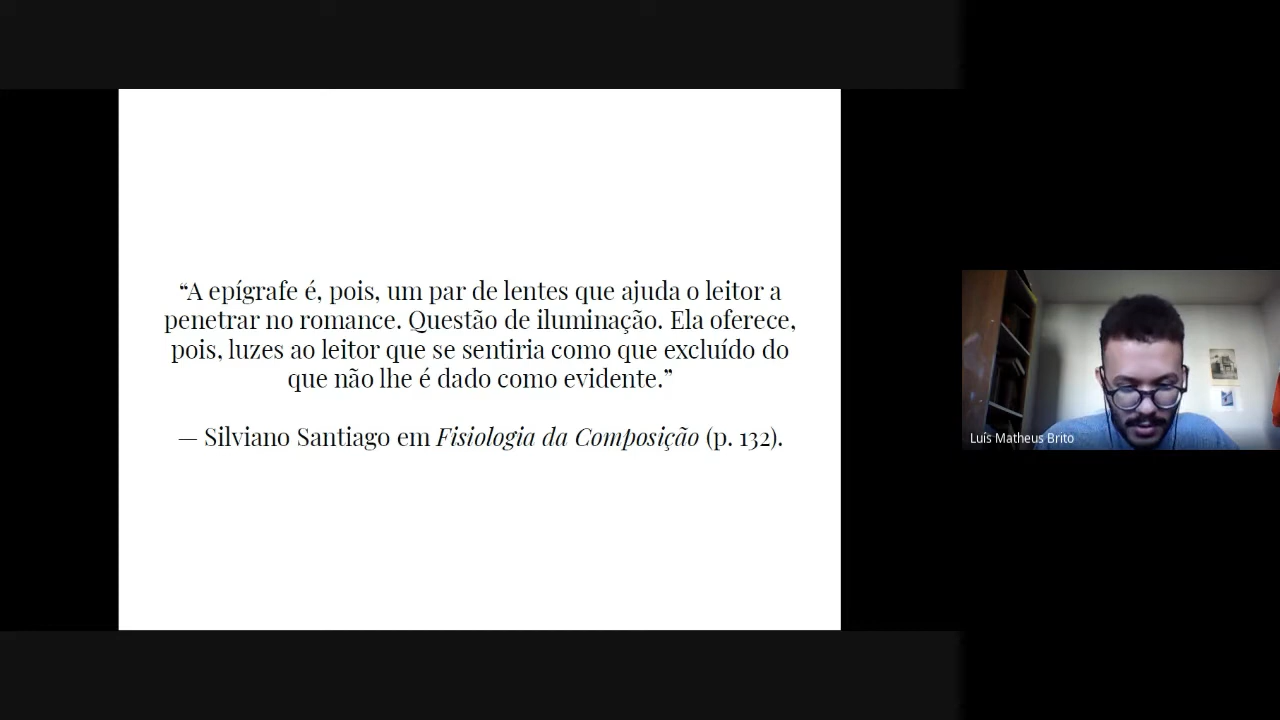 “A epígrafe é, pois, um par de lentes que ajuda o leitor a
penetrar no romance. Questão de iluminação. Ela oferece,
pois, luzes ao leitor que se sentiria como que excluído do
que não lhe é dado como evidente.”
— Silviano Santiago em Fisiologia da Composição (p. 132).
Luís Matheus Brito